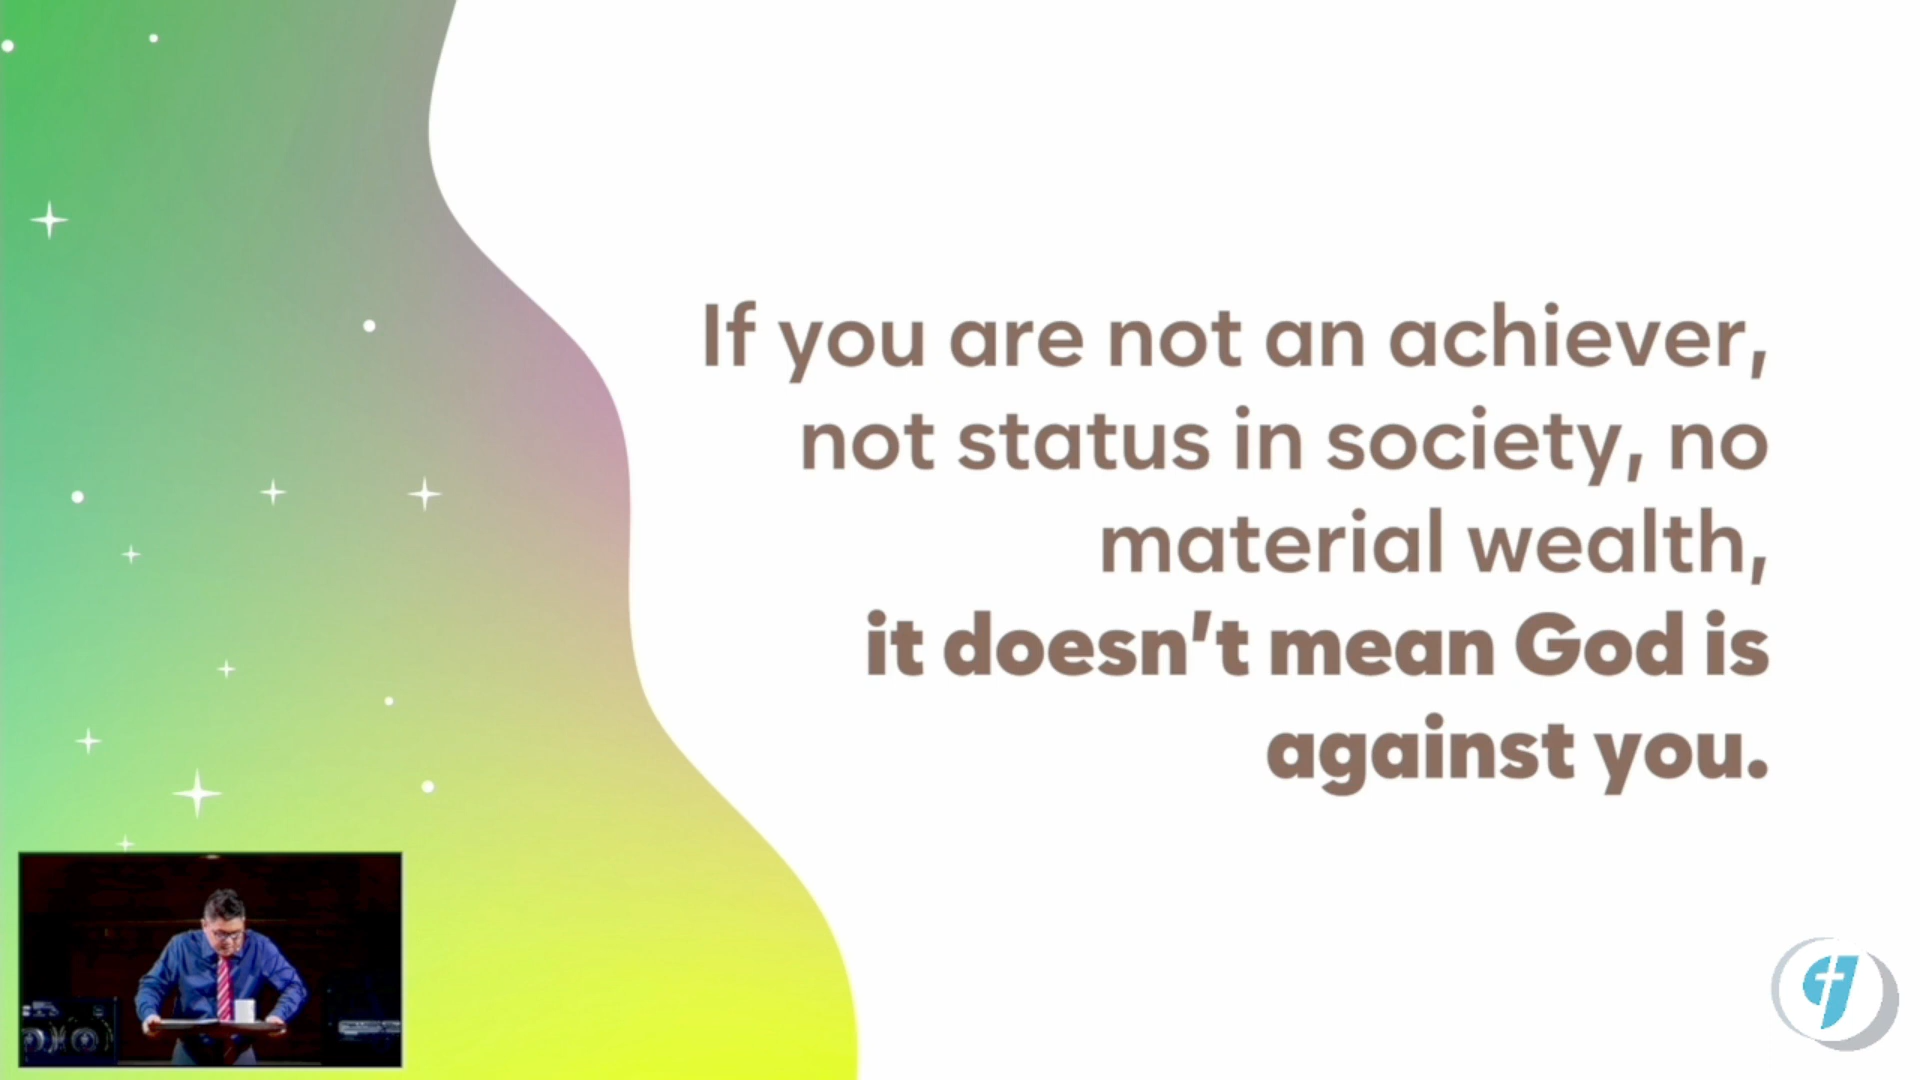 If you are not an achiever,
not status in society, no
material wealth,
it doesn't mean God is
against you.